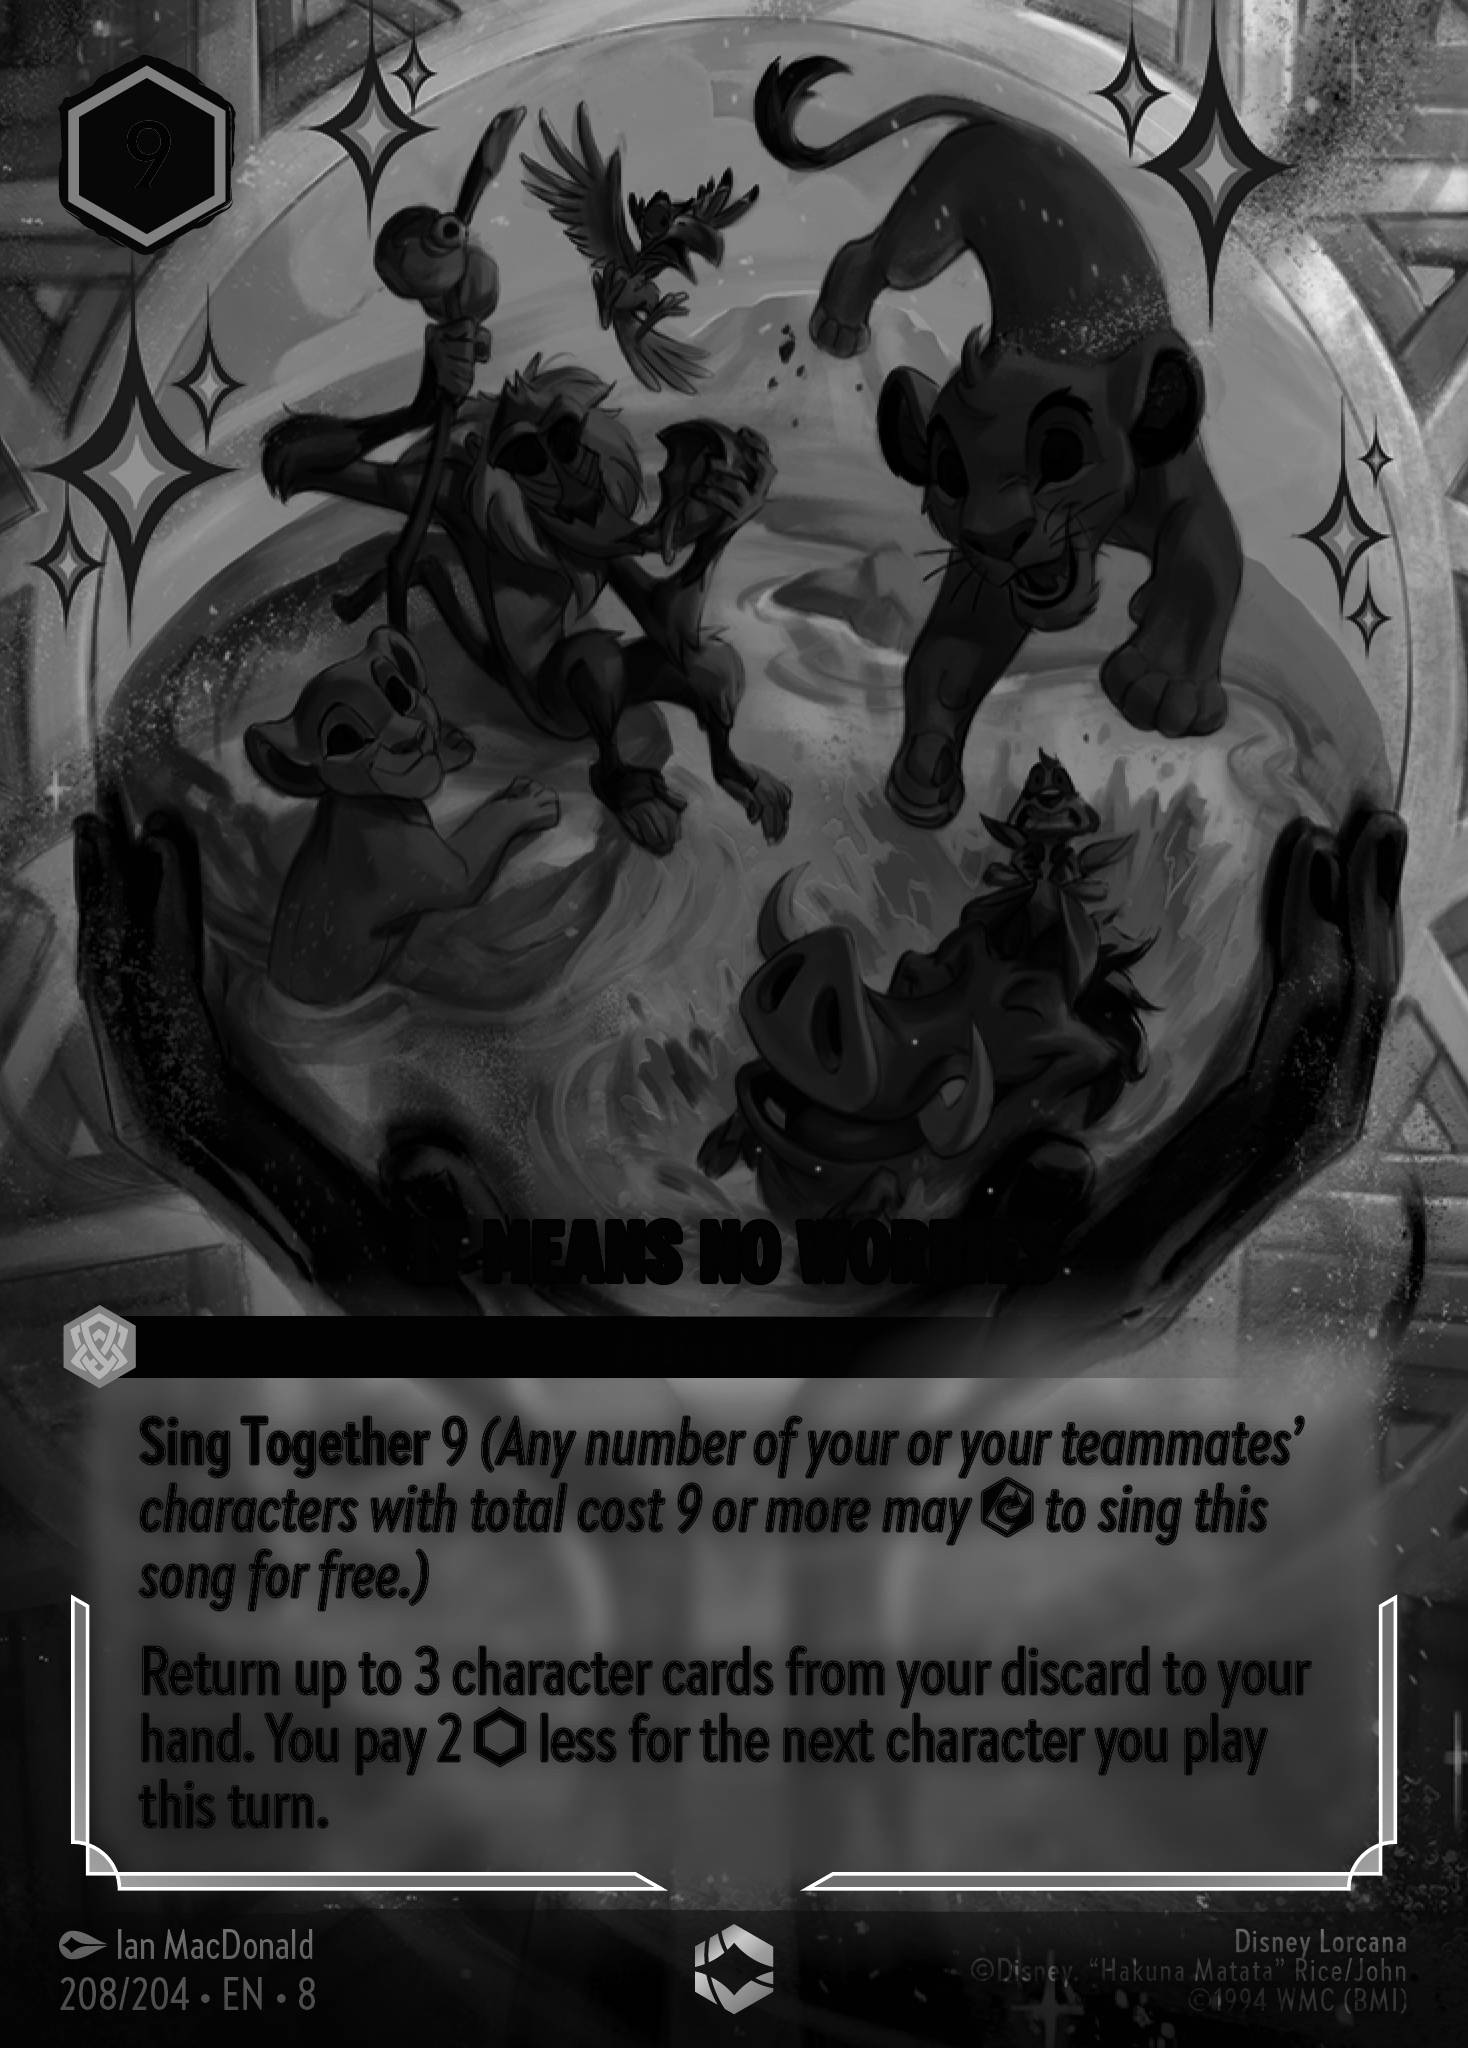 9
IT MEANS NO WORRIES
Sing Together 9 (Any number of your or your teammates’
characters with total cost 9 or more may to sing this
song for free.)
Return up to 3 character cards from your discard to your
hand. You pay 2 less for the next character you play
this turn.
Ian MacDonald
208/204 • EN • 8
Disney Lorcana
©Disney. “Hakuna Matata” Rice/John
©1994 WMC (BMI)